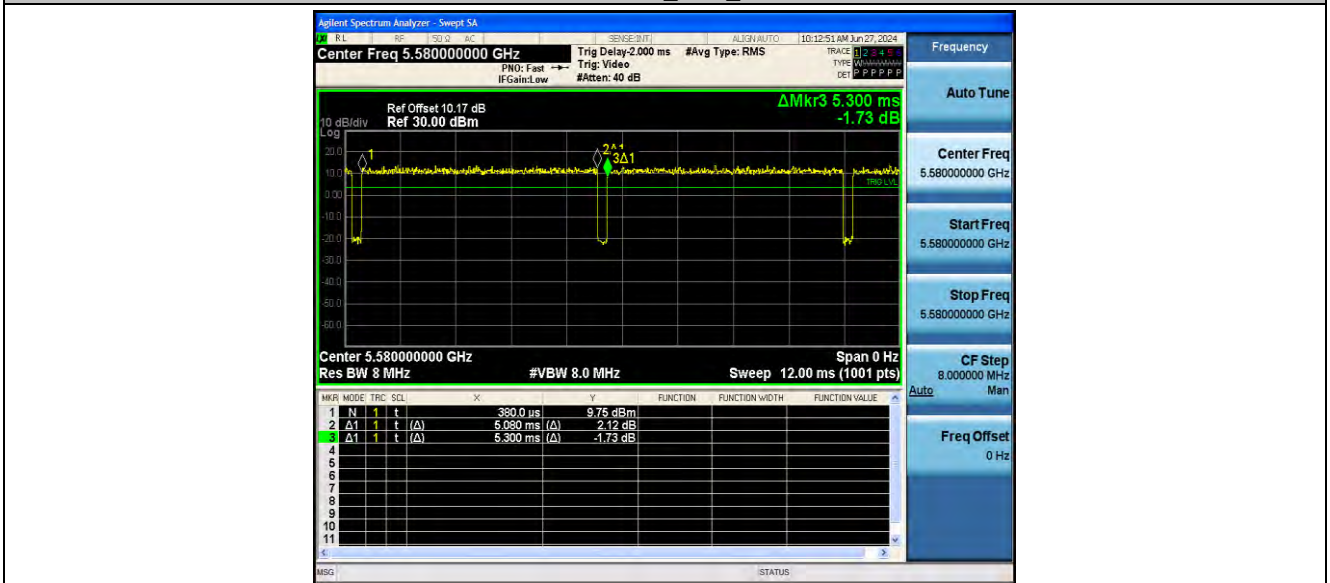 Agilent Spectrum Analyzer - Swept SA
RL RF 50 Ω AC SENSE:INT ALIGN AUTO 10:12:51 AM Jun 27, 2024
Center Freq 5.580000000 GHz
Trig Delay-2.000 ms #Avg Type: RMS
TRACE 1 2 3 4 5 6
PNO: Fast Trig: Video
TYPE W
IFGain:Low #Atten: 40 dB
DET P P P P P P
Frequency
ΔMkr3 5.300 ms
-1.73 dB
Ref Offset 10.17 dB
10 dB/div Ref 30.00 dBm
Log
20.0
10.0
0.00
-10.0
-20.0
-30.0
-40.0
-50.0
-60.0
1
2Δ1
3Δ1
TRIG LVL
Center 5.580000000 GHz Span 0 Hz
Res BW 8 MHz #VBW 8.0 MHz Sweep 12.00 ms (1001 pts)
MKR MODE TRC SCL X Y FUNCTION FUNCTION WIDTH FUNCTION VALUE
1 N 1 t 380.0 µs 9.75 dBm
2 Δ1 1 t (Δ) 5.080 ms (Δ) 2.12 dB
3 Δ1 1 t (Δ) 5.300 ms (Δ) -1.73 dB
4
5
6
7
8
9
10
11
MSG STATUS
Auto Tune
Center Freq
5.580000000 GHz
Start Freq
5.580000000 GHz
Stop Freq
5.580000000 GHz
CF Step
8.000000 MHz
Auto Man
Freq Offset
0 Hz